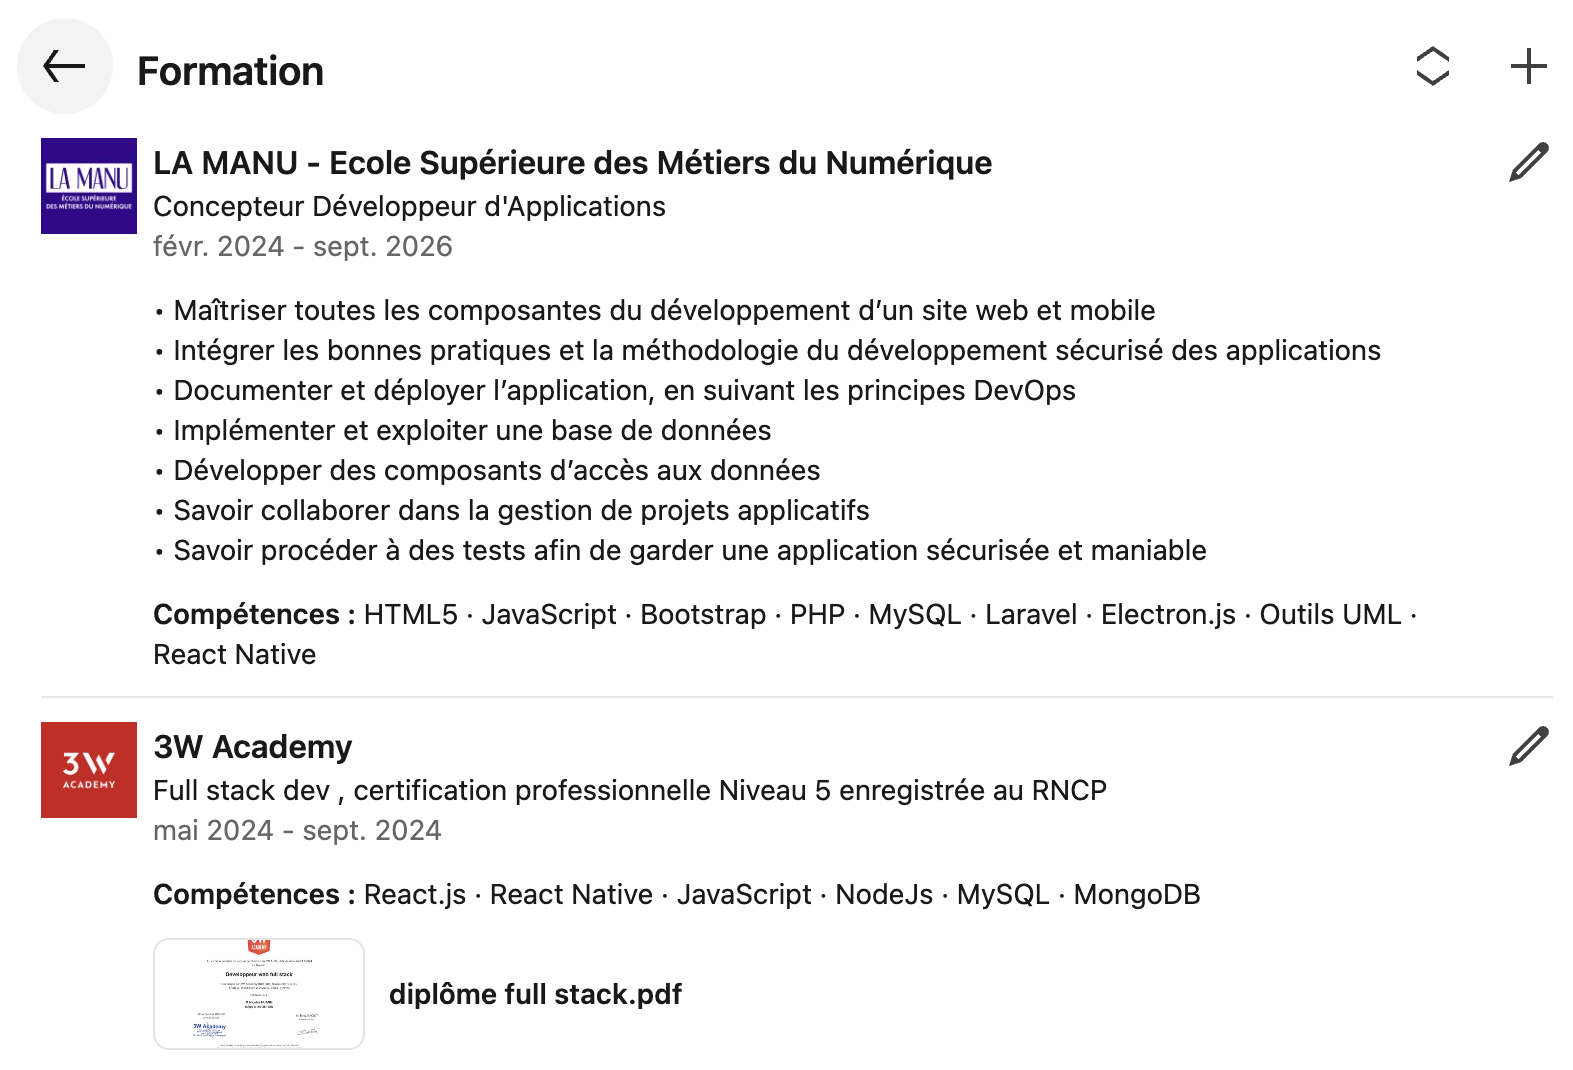 Formation
LA MANU
ÉCOLE SUPÉRIEURE
DES MÉTIERS DU NUMÉRIQUE
LA MANU - Ecole Supérieure des Métiers du Numérique
Concepteur Développeur d'Applications
févr. 2024 - sept. 2026
• Maîtriser toutes les composantes du développement d’un site web et mobile
• Intégrer les bonnes pratiques et la méthodologie du développement sécurisé des applications
• Documenter et déployer l’application, en suivant les principes DevOps
• Implémenter et exploiter une base de données
• Développer des composants d’accès aux données
• Savoir collaborer dans la gestion de projets applicatifs
• Savoir procéder à des tests afin de garder une application sécurisée et maniable
Compétences : HTML5 · JavaScript · Bootstrap · PHP · MySQL · Laravel · Electron.js · Outils UML ·
React Native
3W
ACADEMY
3W Academy
Full stack dev , certification professionnelle Niveau 5 enregistrée au RNCP
mai 2024 - sept. 2024
Compétences : React.js · React Native · JavaScript · NodeJs · MySQL · MongoDB
Développeur web full stack
3W Academy
diplôme full stack.pdf